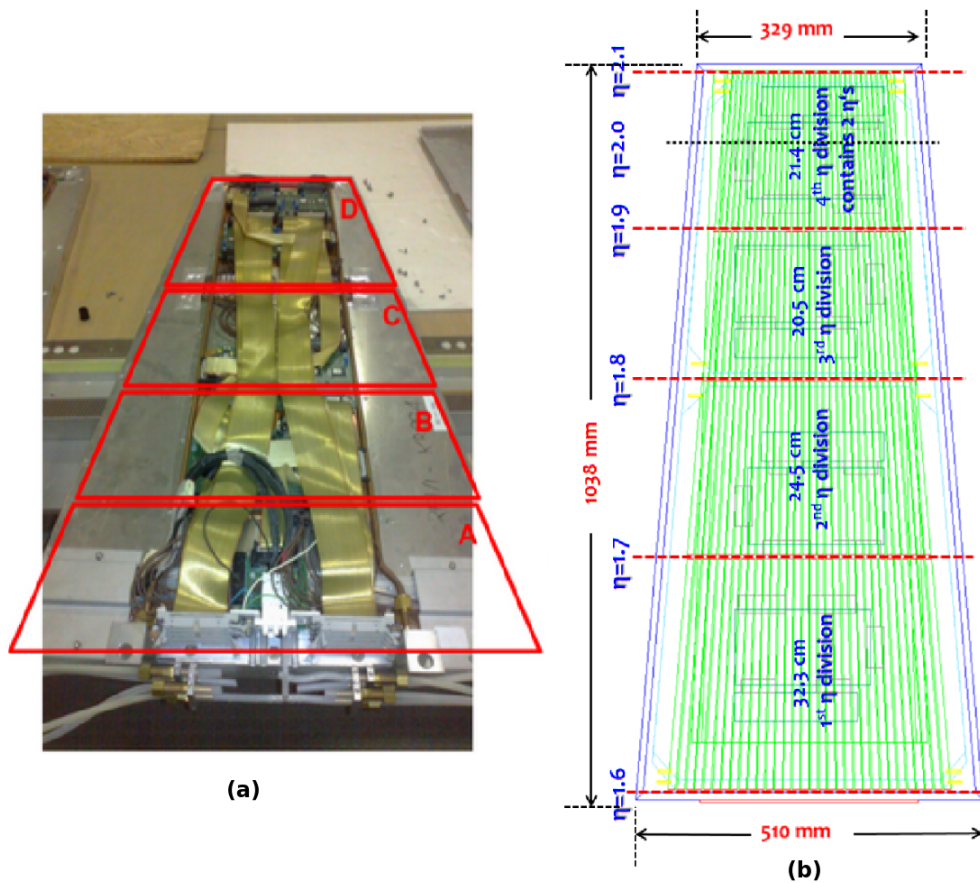 D
C
B
A
(a)
329 mm
1038 mm
510 mm
η=2.1
η=2.0
η=1.9
η=1.8
η=1.7
η=1.6
21.4 cm
4th η division
contains 2 η's
20.5 cm
3rd η division
24.5 cm
2nd η division
32.3 cm
1st η division
(b)